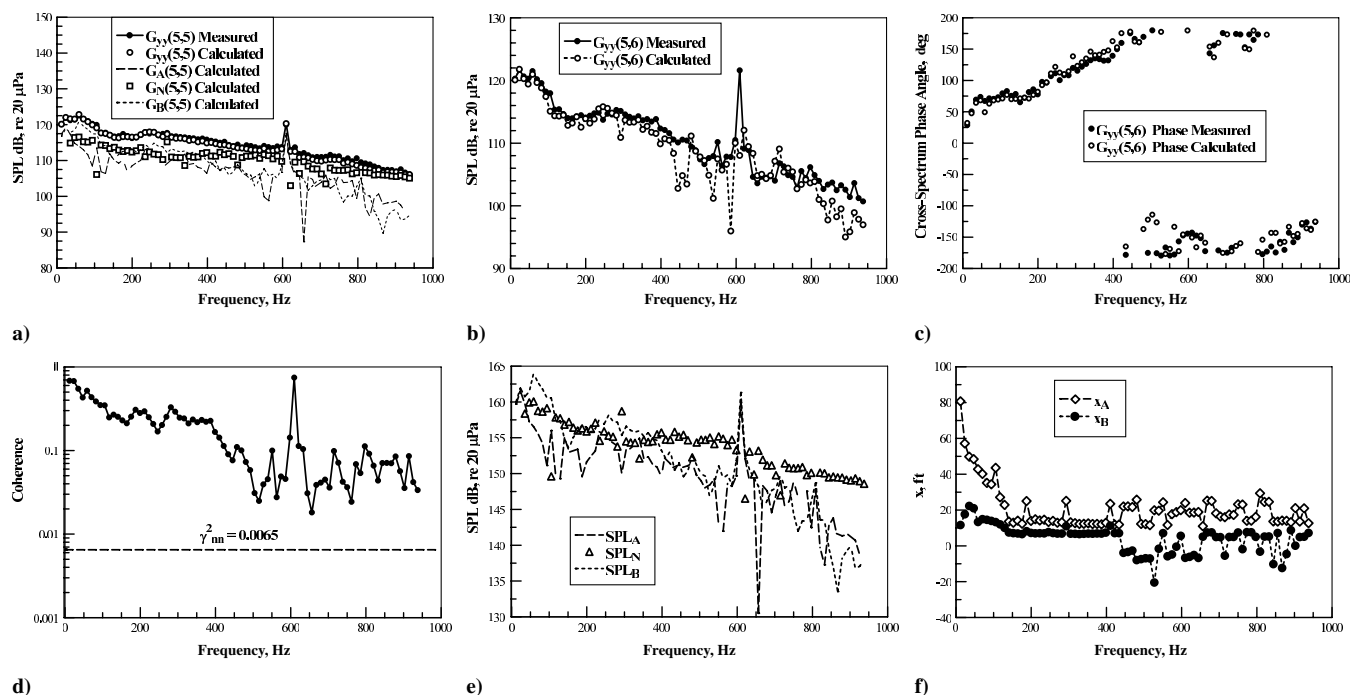 150
140
130
120
110
100
90
80
SPL dB, re 20 µPa
Gyy(5,5) Measured
Gyy(5,5) Calculated
GA(5,5) Calculated
GN(5,5) Calculated
GB(5,5) Calculated
0 200 400 600 800 1000
Frequency, Hz
a)
130
120
110
100
90
SPL dB, re 20 µPa
Gyy(5,6) Measured
Gyy(5,6) Calculated
0 200 400 600 800 1000
Frequency, Hz
b)
200
150
100
50
0
-50
-100
-150
-200
Cross-Spectrum Phase Angle, deg
Gyy(5,6) Phase Measured
Gyy(5,6) Phase Calculated
0 200 400 600 800 1000
Frequency, Hz
c)
0.1
0.01
0.001
Coherence
γ²nn = 0.0065
0 200 400 600 800 1000
Frequency, Hz
d)
165
160
155
150
145
140
135
130
SPL dB, re 20 µPa
SPLA
SPLN
SPLB
0 200 400 600 800 1000
Frequency, Hz
e)
100
80
60
40
20
0
-20
-40
x, ft
xA
xB
0 200 400 600 800 1000
Frequency, Hz
f)